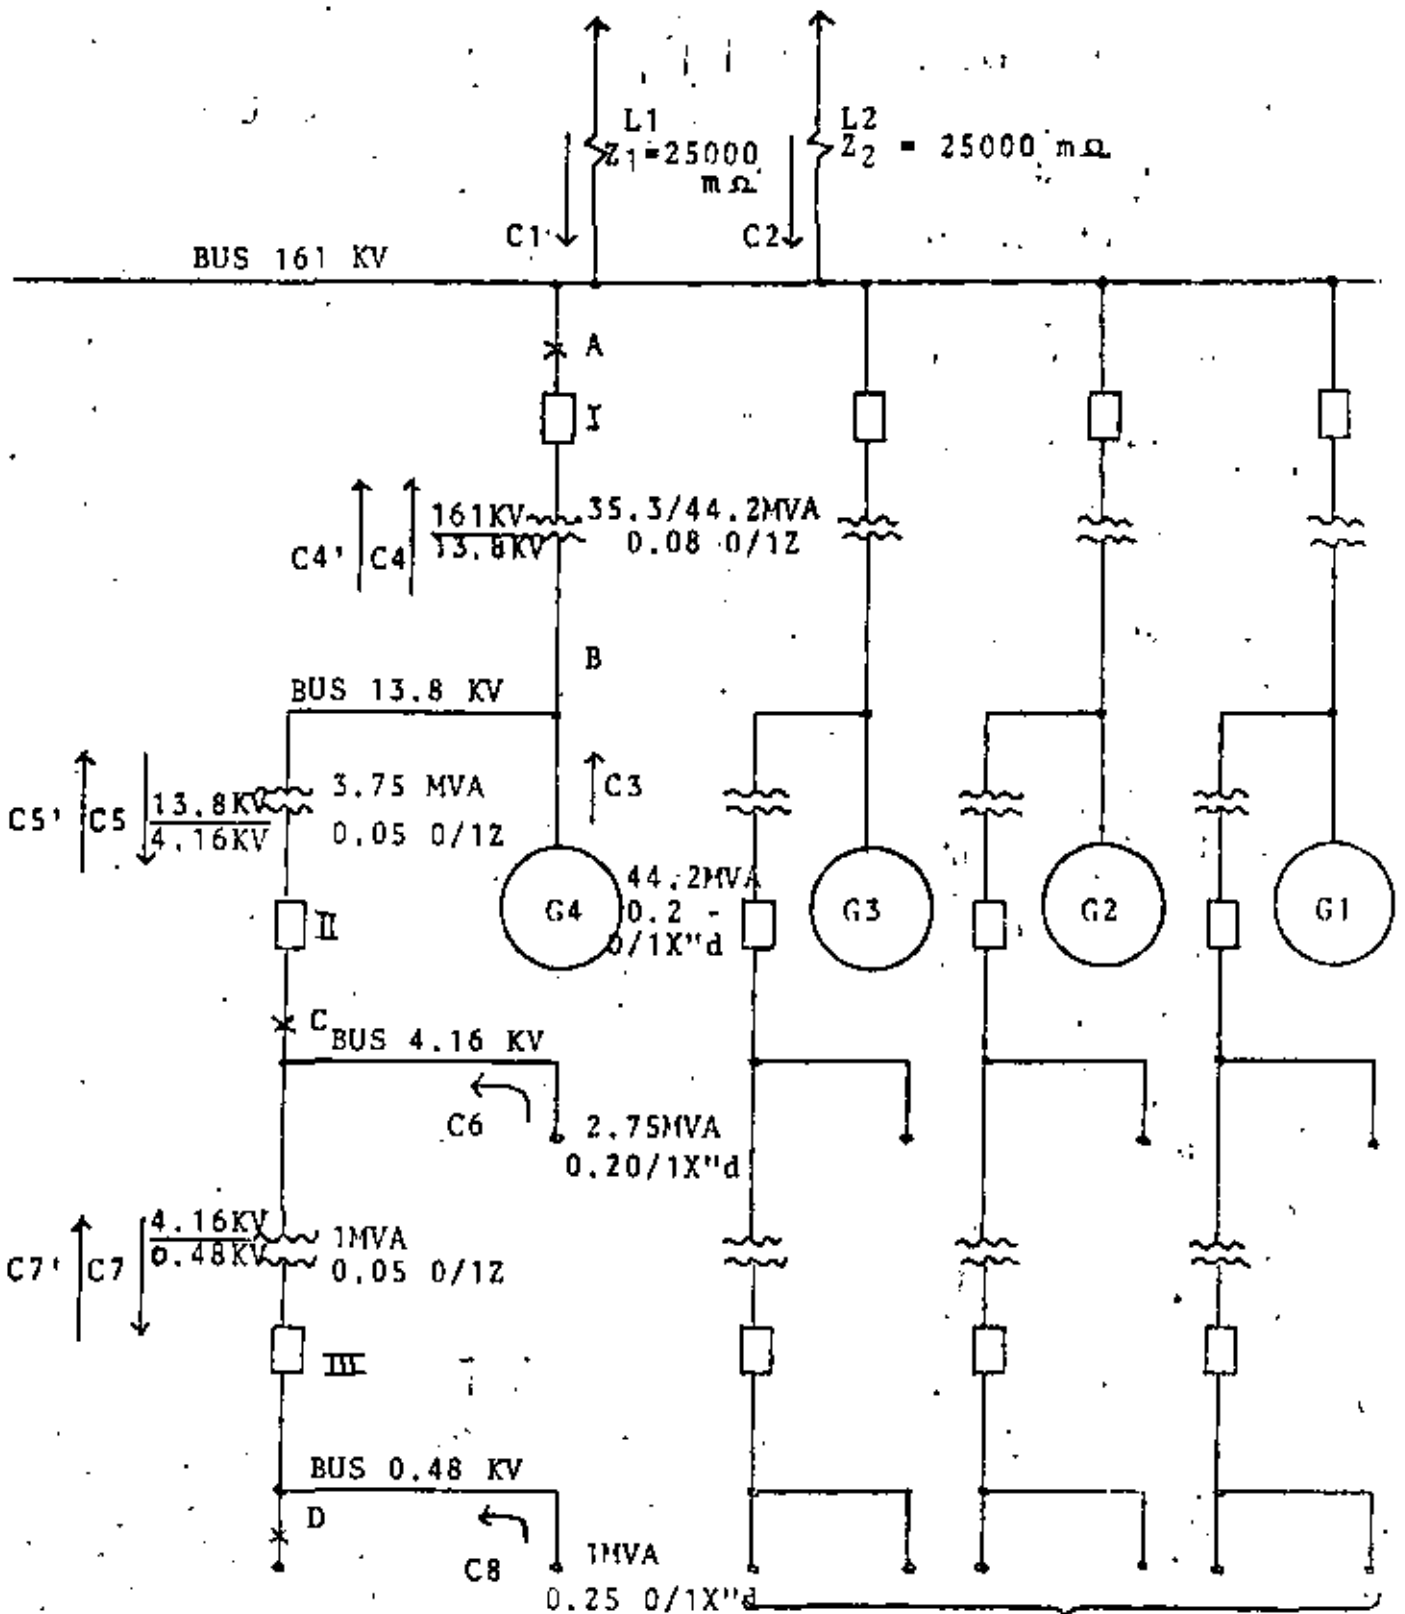 L1
Z1=25000
mΩ
L2
Z2 = 25000 mΩ
C1
C2
BUS 161 KV
A
I
C4'
C4
161KV
13.8KV
35.3/44.2MVA
0.08 0/1Z
B
BUS 13.8 KV
C5'
C5
13.8KV
4.16KV
3.75 MVA
0.05 0/1Z
C3
II
G4
44.2MVA
0.2 -
0/1X"d
G3
G2
G1
C
BUS 4.16 KV
C6
2.75MVA
0.20/1X"d
C7'
C7
4.16KV
0.48KV
1MVA
0.05 0/1Z
III
BUS 0.48 KV
D
C8
1MVA
0.25 0/1X"d